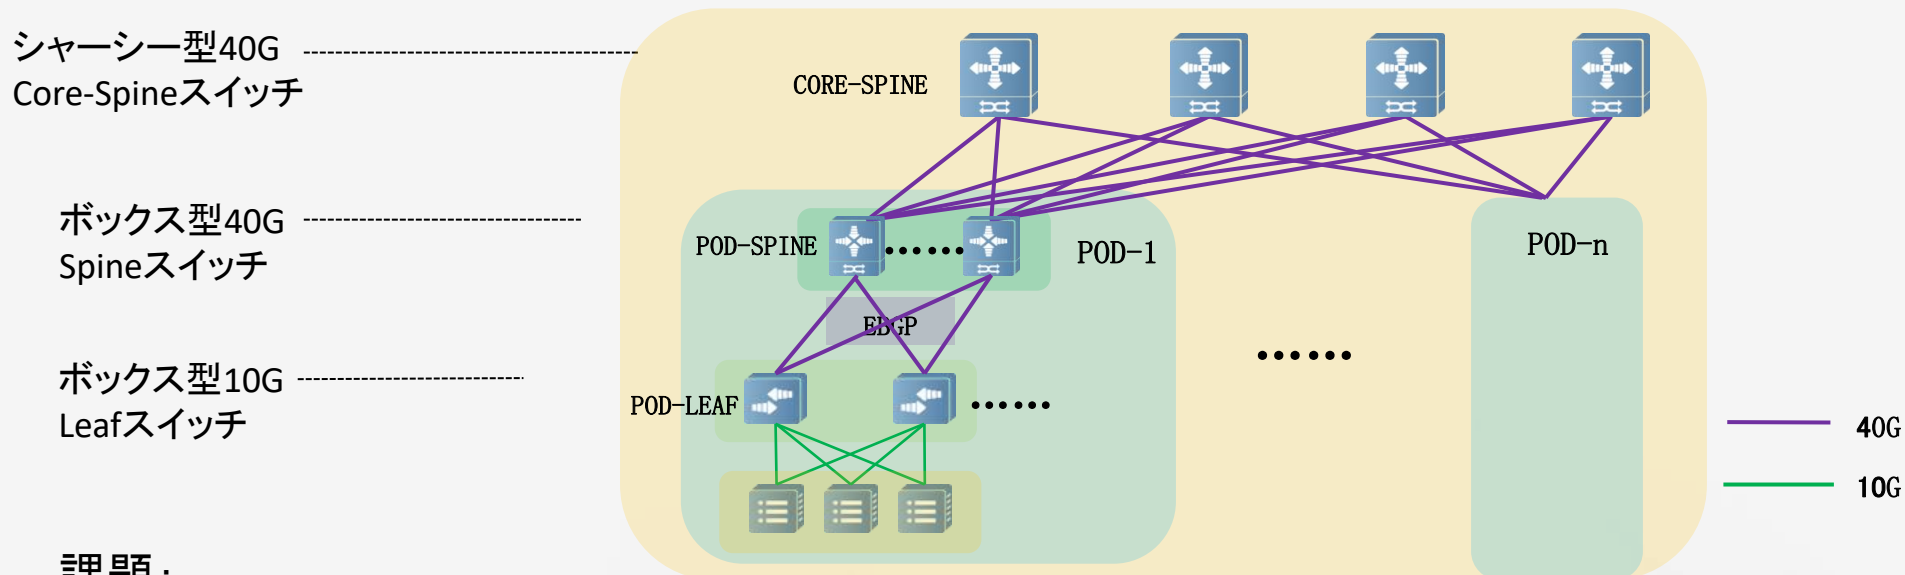 シャーシー型40G
Core-Spineスイッチ
CORE-SPINE
ボックス型40G
Spineスイッチ
POD-SPINE
POD-1
POD-n
EBGP
ボックス型10G
Leafスイッチ
POD-LEAF
40G
10G
課題: